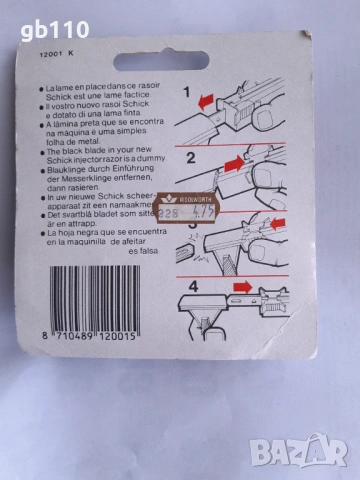 gb110
12001 K
• La lame en place dans ce rasoir
Schick est une lame factice.
• Il vostro nuovo rasoi Schick
e dotato di una lama finta
• A lâmina preta que se encontra
na máquina e uma simples
folha de metal.
• The black blade in your new
Schick injector razor is a dummy
• Blauklinge durch Einführung
der Messerklinge entfernen,
dann rasieren
• In uw nieuwe Schick scheer-
apparaat zit een namaakmes
• Det svartblå bladet som sitte
är en attrapp.
• La hoja negra que se encuentra
en la maquinilla de afeitar
es falsa
1
2
3
4
WOOLWORTH
8 710489 120015
BAZAR